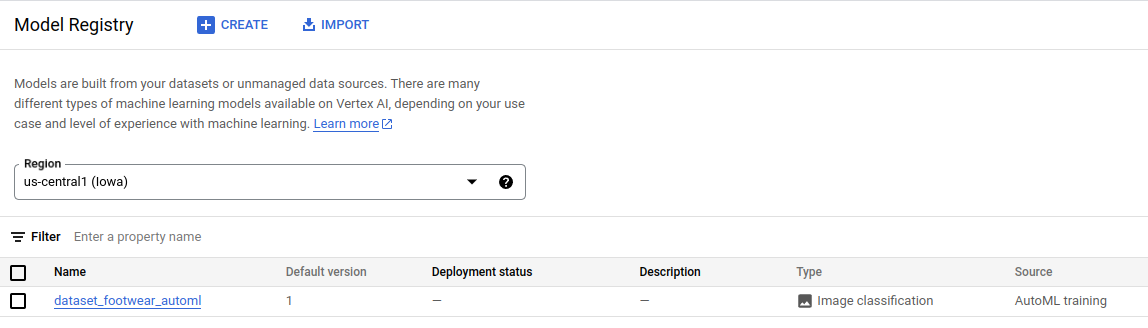 Model Registry CREATE IMPORT
Models are built from your datasets or unmanaged data sources. There are many
different types of machine learning models available on Vertex AI, depending on your use
case and level of experience with machine learning. Learn more
Region
us-central1 (Iowa)
Filter Enter a property name
Name Default version Deployment status Description Type Source
dataset_footwear_automl 1 — — Image classification AutoML training